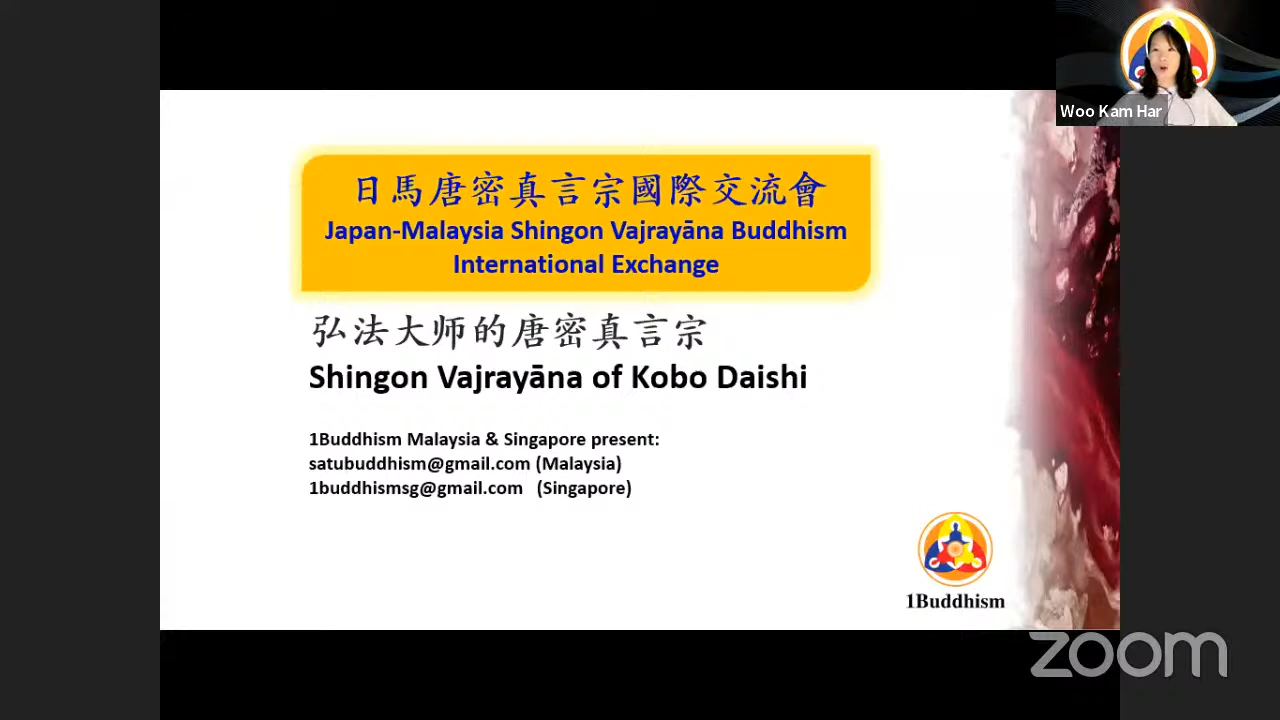 Woo Kam Har
日馬唐密真言宗國際交流會
Japan-Malaysia Shingon Vajrayāna Buddhism
International Exchange
弘法大师的唐密真言宗
Shingon Vajrayāna of Kobo Daishi
1Buddhism Malaysia & Singapore present:
satubuddhism@gmail.com (Malaysia)
1buddhismsg@gmail.com (Singapore)
1Buddhism
zoom